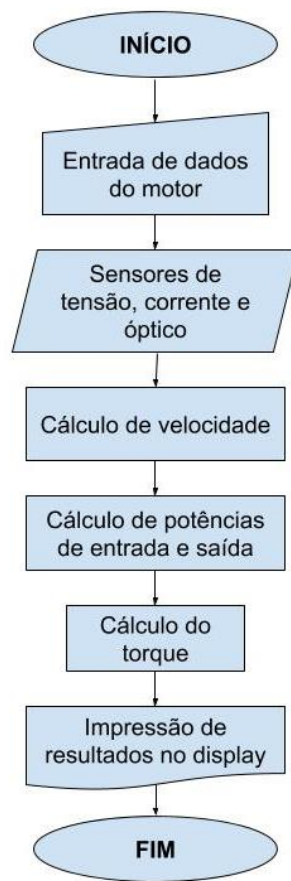 INÍCIO
Entrada de dados
do motor
Sensores de
tensão, corrente e
óptico
Cálculo de velocidade
Cálculo de potências
de entrada e saída
Cálculo do
torque
Impressão de
resultados no display
FIM